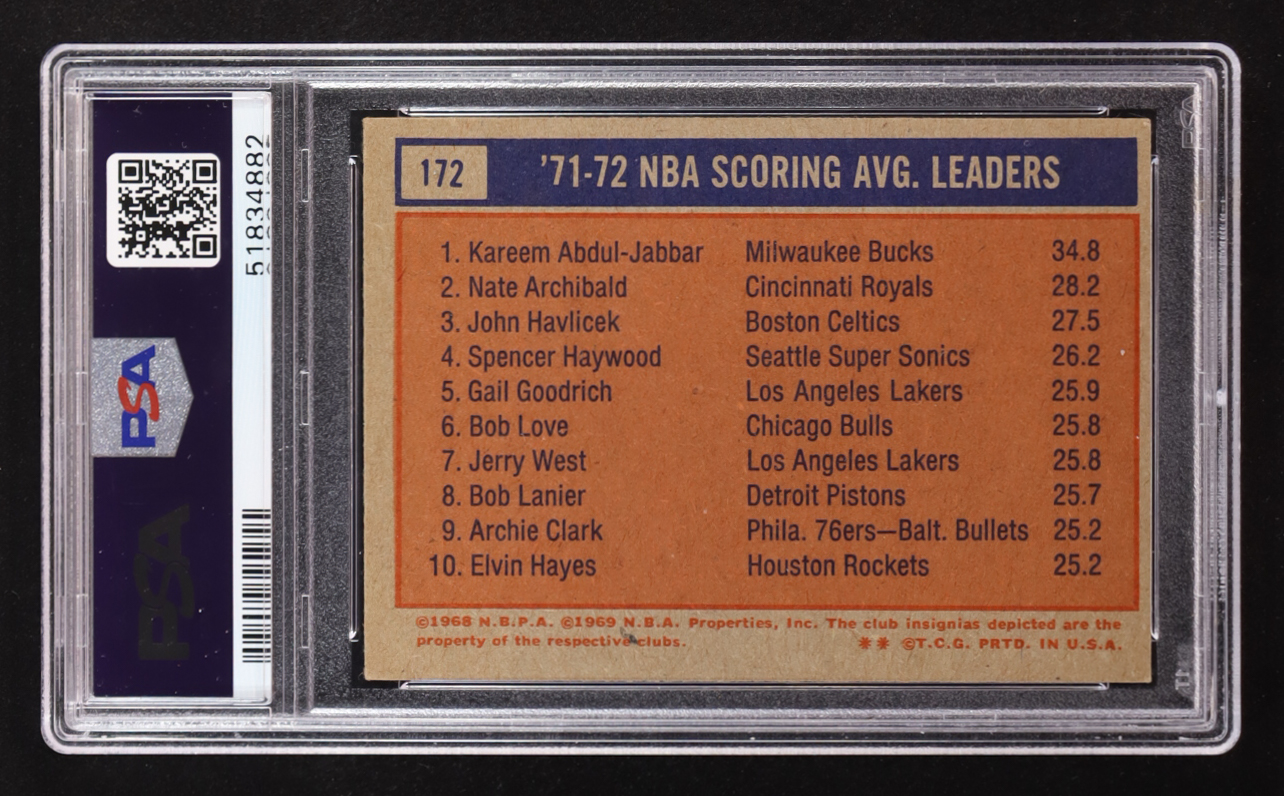 172 '71-72 NBA SCORING AVG. LEADERS
1. Kareem Abdul-Jabbar Milwaukee Bucks 34.8
2. Nate Archibald Cincinnati Royals 28.2
3. John Havlicek Boston Celtics 27.5
4. Spencer Haywood Seattle Super Sonics 26.2
5. Gail Goodrich Los Angeles Lakers 25.9
6. Bob Love Chicago Bulls 25.8
7. Jerry West Los Angeles Lakers 25.8
8. Bob Lanier Detroit Pistons 25.7
9. Archie Clark Phila. 76ers—Balt. Bullets 25.2
10. Elvin Hayes Houston Rockets 25.2
©1968 N.B.P.A. ©1969 N.B.A. Properties, Inc. The club insignias depicted are the
property of the respective clubs. ** ©T.C.G. PRTD. IN U.S.A.
51834882
PSA
PSA
PSA